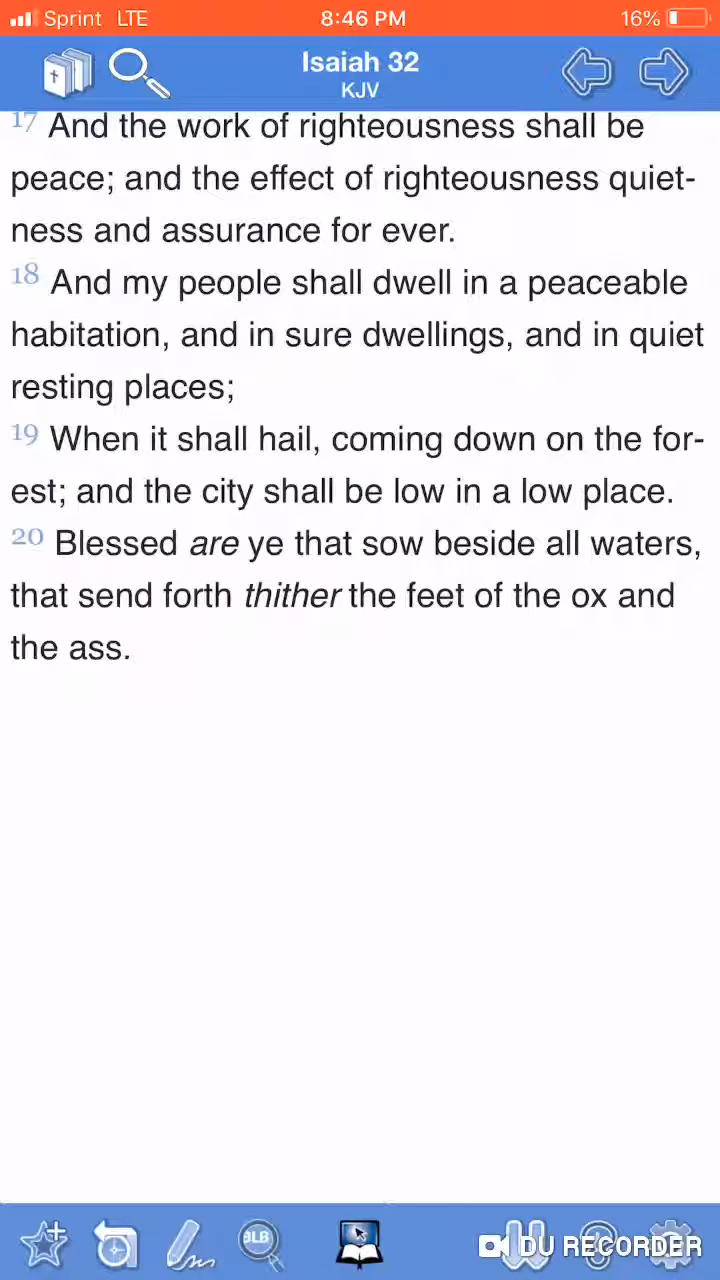 Sprint LTE 8:46 PM 16%
Isaiah 32
KJV
17 And the work of righteousness shall be
peace; and the effect of righteousness quiet-
ness and assurance for ever.
18 And my people shall dwell in a peaceable
habitation, and in sure dwellings, and in quiet
resting places;
19 When it shall hail, coming down on the for-
est; and the city shall be low in a low place.
20 Blessed are ye that sow beside all waters,
that send forth thither the feet of the ox and
the ass.
BLB
DU RECORDER